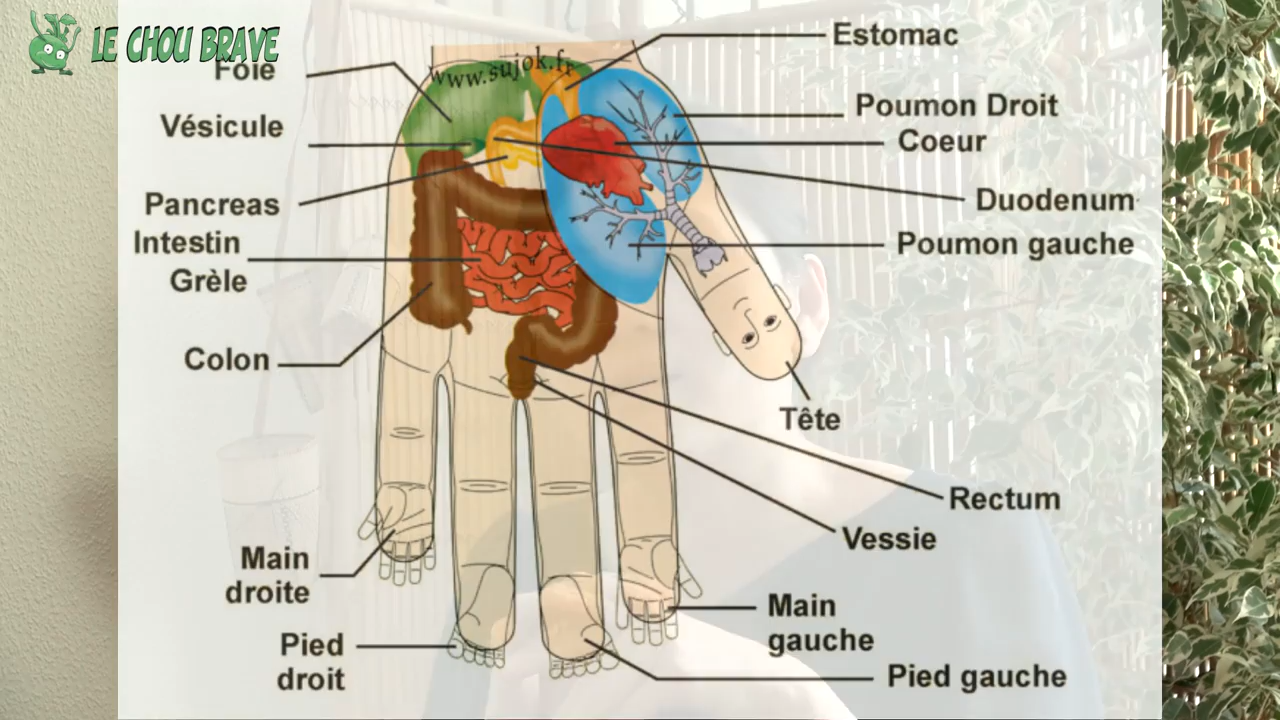 LE CHOU BRAVE
www.sujok.fr
Estomac
Foie
Poumon Droit
Vésicule
Coeur
Pancreas
Duodenum
Intestin
Grèle
Poumon gauche
Colon
Tête
Rectum
Vessie
Main
droite
Main
gauche
Pied
droit
Pied gauche